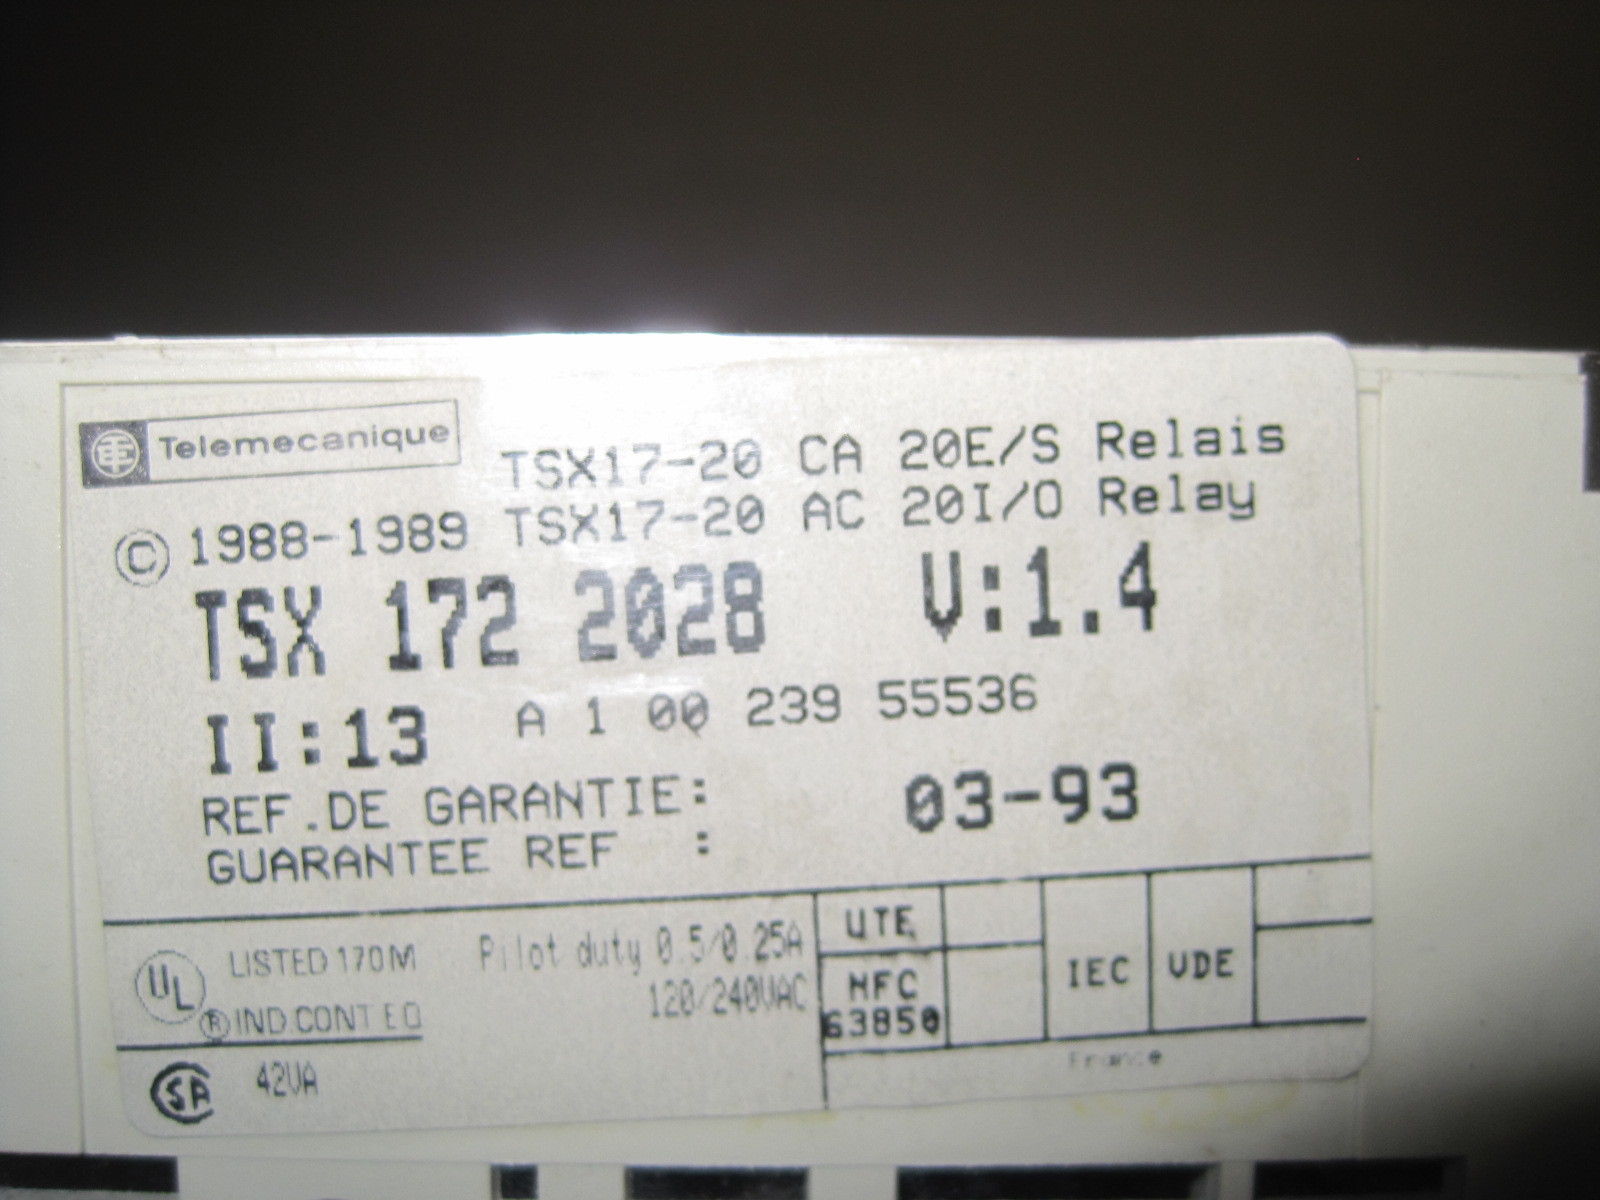 Telemecanique
TSX17-20 CA 20E/S Relais
© 1988-1989 TSX17-20 AC 20I/O Relay
TSX 172 2028 V:1.4
II:13 A 1 00 239 55536
REF.DE GARANTIE:
GUARANTEE REF : 03-93
UL LISTED 170M Pilot duty 0.5/0.25A
® IND.CONT EQ 120/240VAC
SA 42VA
UTE
NFC
63850
IEC
VDE
France